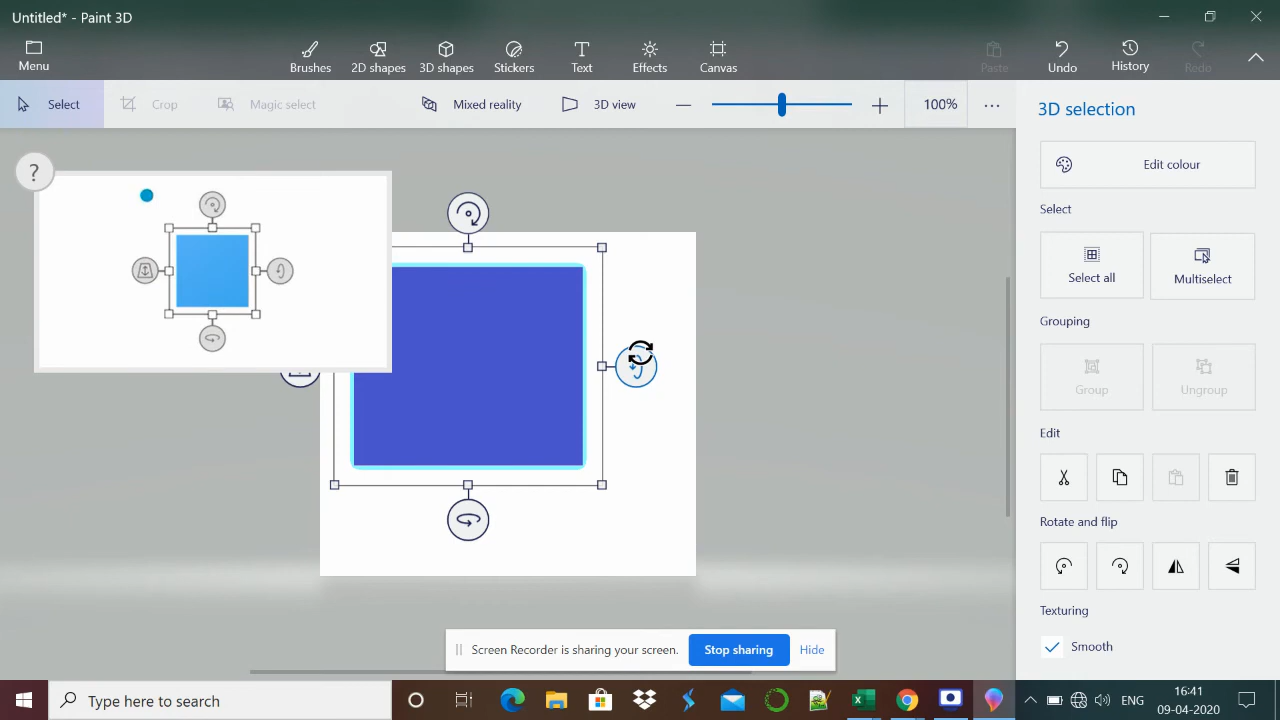 Untitled* - Paint 3D
Menu
Brushes
2D shapes
3D shapes
Stickers
Text
Effects
Canvas
Paste
Undo
History
Redo
Select
Crop
Magic select
Mixed reality
3D view
100%
?
3D selection
Edit colour
Select
Select all
Multiselect
Grouping
Group
Ungroup
Edit
Rotate and flip
Texturing
Smooth
Screen Recorder is sharing your screen.
Stop sharing
Hide
Type here to search
ENG
16:41
09-04-2020